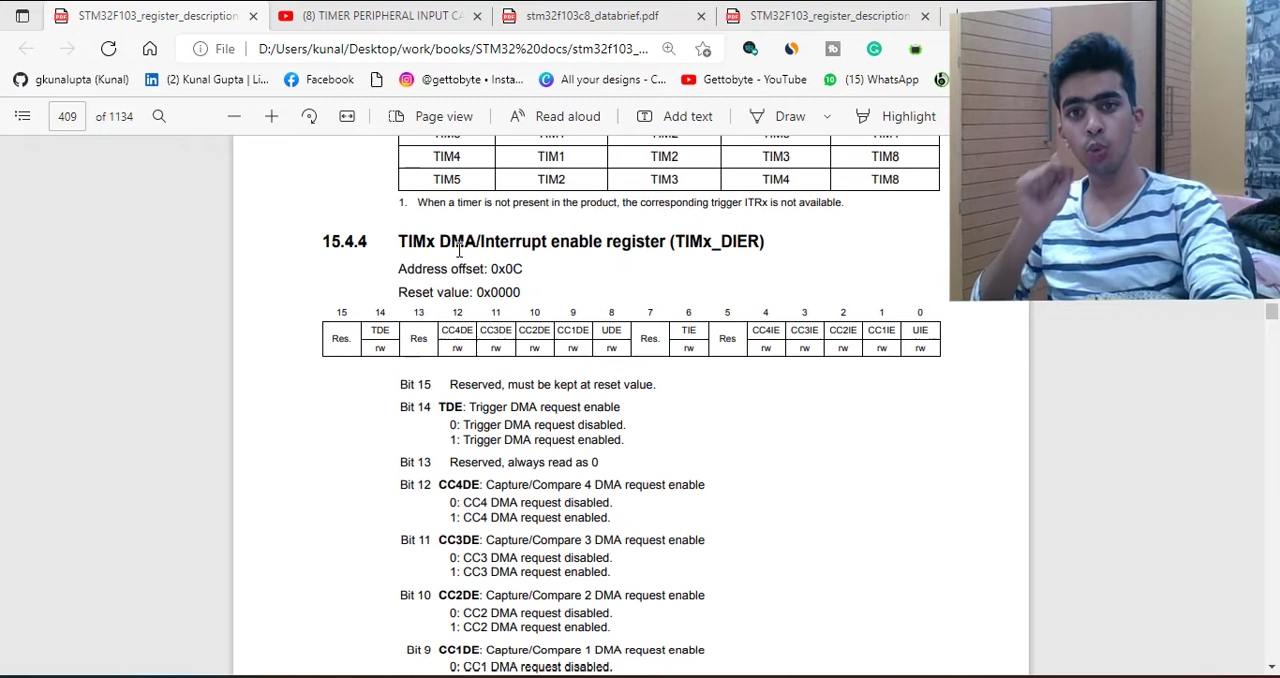 STM32F103_register_description
(8) TIMER PERIPHERAL INPUT CA
stm32f103c8_databrief.pdf
STM32F103_register_description
File
D:/Users/kunal/Desktop/work/books/STM32%20docs/stm32f103_...
gkunalupta (Kunal)
(2) Kunal Gupta | Li...
Facebook
@gettobyte • Insta...
All your designs - C...
Gettobyte - YouTube
(15) WhatsApp
409 of 1134
Page view
Read aloud
Add text
Draw
Highlight
TIM4 TIM1 TIM2 TIM3 TIM8
TIM5 TIM2 TIM3 TIM4 TIM8
1. When a timer is not present in the product, the corresponding trigger ITRx is not available.
15.4.4 TIMx DMA/Interrupt enable register (TIMx_DIER)
Address offset: 0x0C
Reset value: 0x0000
15 14 13 12 11 10 9 8 7 6 5 4 3 2 1 0
Res. TDE Res CC4DE CC3DE CC2DE CC1DE UDE Res. TIE Res CC4IE CC3IE CC2IE CC1IE UIE
rw rw rw rw rw rw rw rw rw rw rw rw
Bit 15 Reserved, must be kept at reset value.
Bit 14 TDE: Trigger DMA request enable
0: Trigger DMA request disabled.
1: Trigger DMA request enabled.
Bit 13 Reserved, always read as 0
Bit 12 CC4DE: Capture/Compare 4 DMA request enable
0: CC4 DMA request disabled.
1: CC4 DMA request enabled.
Bit 11 CC3DE: Capture/Compare 3 DMA request enable
0: CC3 DMA request disabled.
1: CC3 DMA request enabled.
Bit 10 CC2DE: Capture/Compare 2 DMA request enable
0: CC2 DMA request disabled.
1: CC2 DMA request enabled.
Bit 9 CC1DE: Capture/Compare 1 DMA request enable
0: CC1 DMA request disabled.